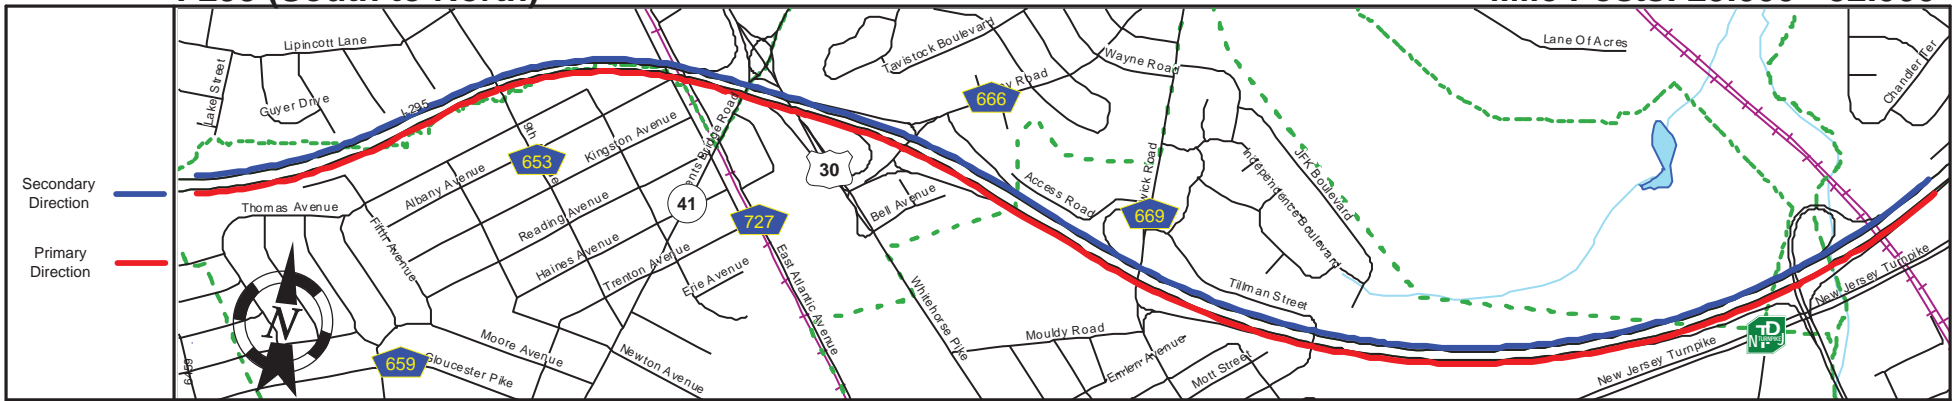 Secondary
Direction
Primary
Direction
Lipincott Lane
Lake Street
Guyer Drive
I-295
9th
653
Kingston Avenue
Albany Avenue
Reading Avenue
Haines Avenue
Trenton Avenue
Erie Avenue
Thomas Avenue
Fifth Avenue
N
659
Gloucester Pike
Moore Avenue
Newton Avenue
41
727
East Atlantic Avenue
30
Bell Avenue
Whitehorse Pike
Tavistock Boulevard
666
Road
Wayne Road
Access Road
669
Mouldy Road
Emlen Avenue
Mott Street
Tillman Street
Independence Boulevard
JFK Boulevard
Lane Of Acres
Chandler Ter
New Jersey Turnpike
New Jersey Turnpike
N
TURNPIKE